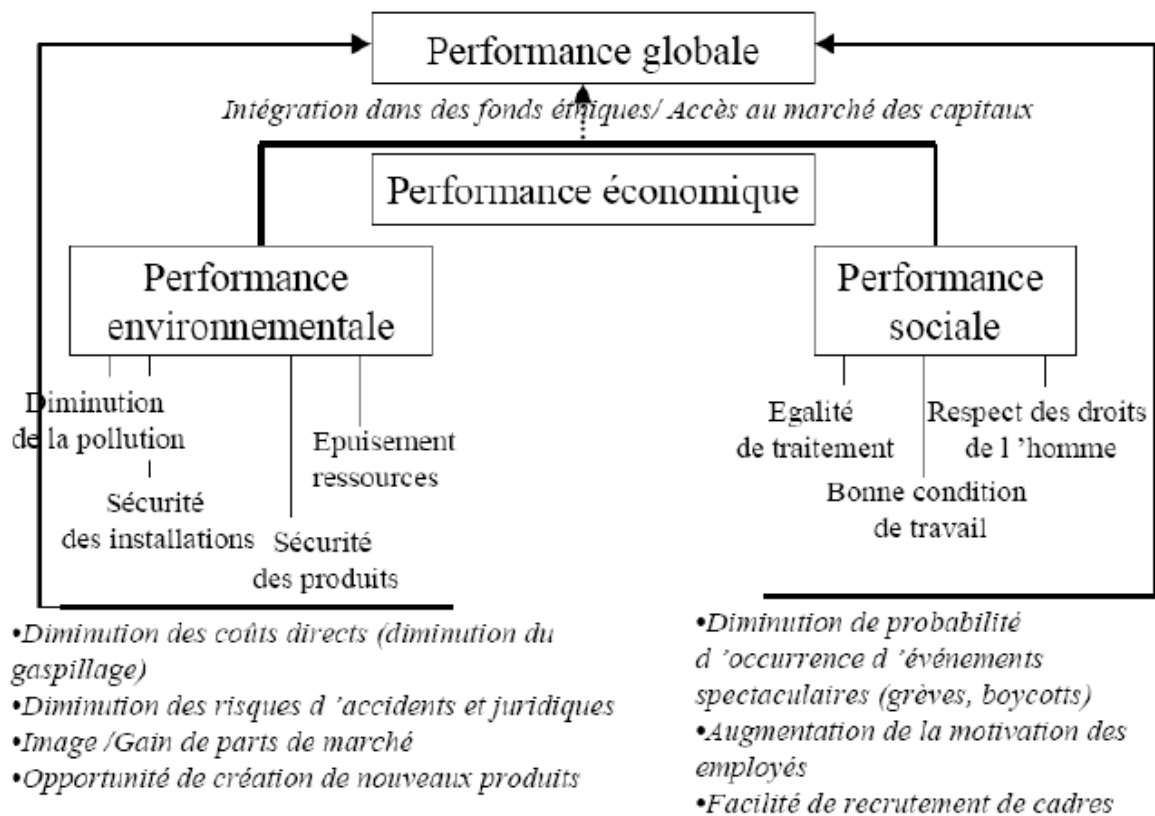 Performance globale
Intégration dans des fonds éthiques/ Accès au marché des capitaux
Performance économique
Performance
environnementale
Performance
sociale
Diminution
de la pollution
Sécurité
des installations
Sécurité
des produits
Epuisement
ressources
Egalité
de traitement
Bonne condition
de travail
Respect des droits
de l ’homme
•Diminution des coûts directs (diminution du
gaspillage)
•Diminution des risques d ’accidents et juridiques
•Image /Gain de parts de marché
•Opportunité de création de nouveaux produits
•Diminution de probabilité
d ’occurrence d ’événements
spectaculaires (grèves, boycotts)
•Augmentation de la motivation des
employés
•Facilité de recrutement de cadres